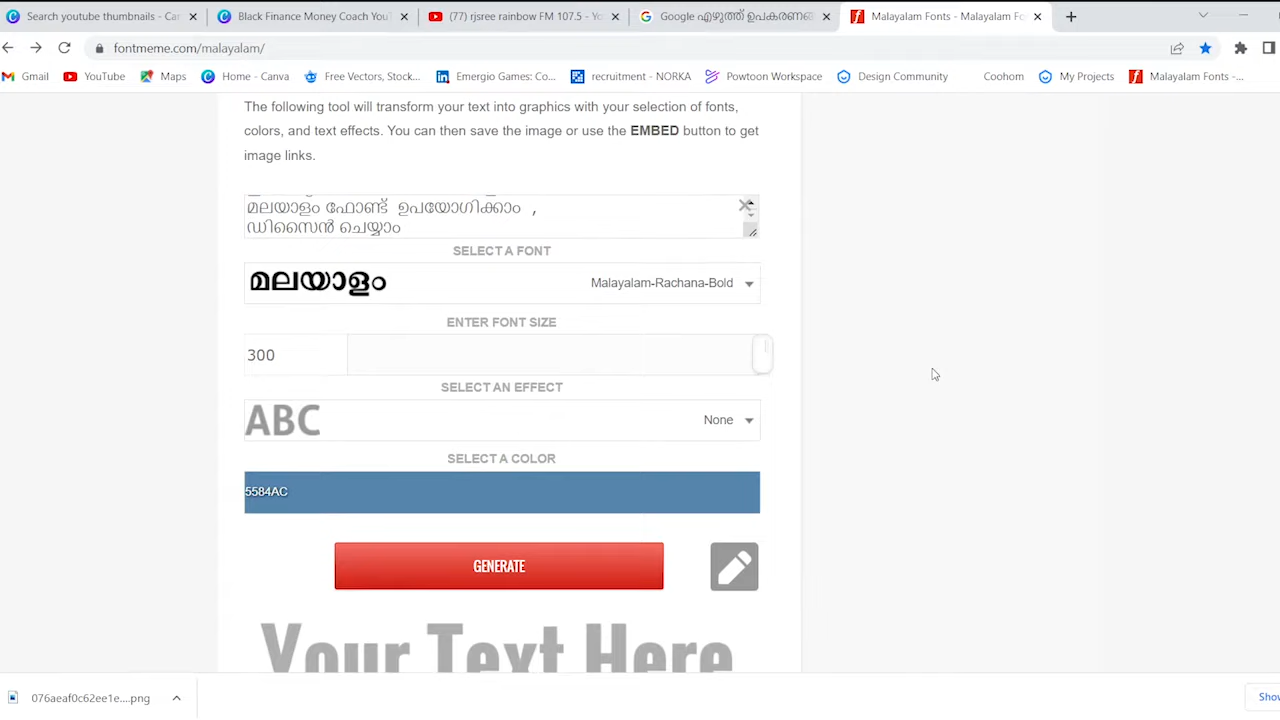 Search youtube thumbnails - Car
Black Finance Money Coach You
(77) rjsree rainbow FM 107.5 - Yo
Google എഴുത്ത് ഉപകരണങ്ങ
Malayalam Fonts - Malayalam Fo
fontmeme.com/malayalam/
Gmail
YouTube
Maps
Home - Canva
Free Vectors, Stock...
Emergio Games: Co...
recruitment - NORKA
Powtoon Workspace
Design Community
Coohom
My Projects
Malayalam Fonts -...
The following tool will transform your text into graphics with your selection of fonts,
colors, and text effects. You can then save the image or use the EMBED button to get
image links.
മലയാളം ഫോണ്ട് ഉപയോഗിക്കാം ,
ഡിസൈൻ ചെയ്യാം
SELECT A FONT
മലയാളം
Malayalam-Rachana-Bold
ENTER FONT SIZE
300
SELECT AN EFFECT
ABC
None
SELECT A COLOR
5584AC
GENERATE
Your Text Here
076aeaf0c62ee1e....png
Show